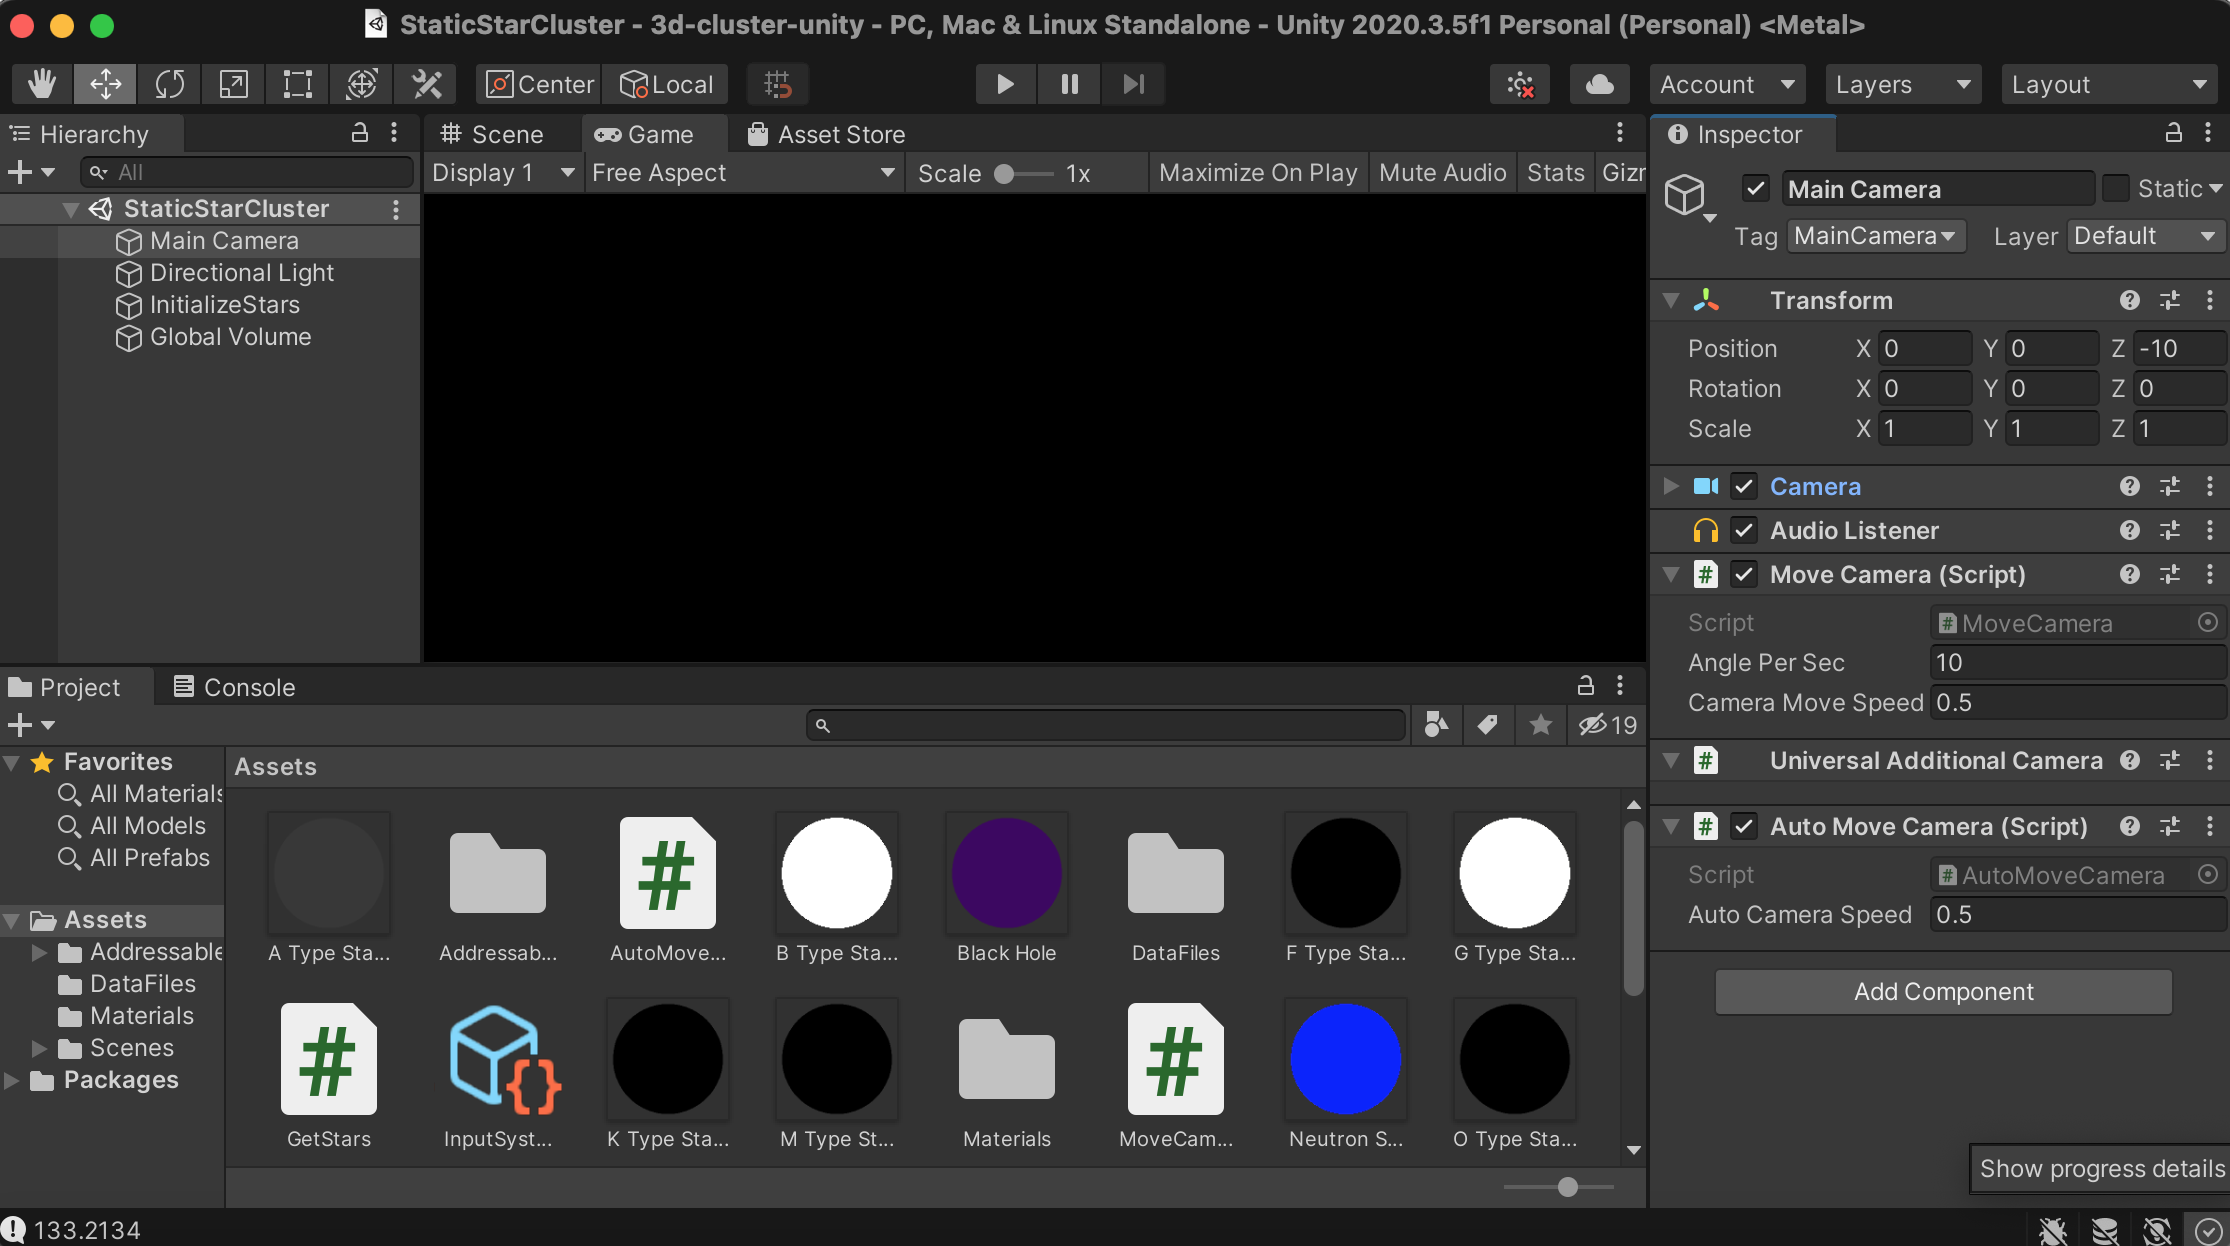 StaticStarCluster - 3d-cluster-unity - PC, Mac & Linux Standalone - Unity 2020.3.5f1 Personal (Personal) <Metal>
Center Local Account Layers Layout
Hierarchy
All
StaticStarCluster
Main Camera
Directional Light
InitializeStars
Global Volume
Scene Game Asset Store
Display 1 Free Aspect Scale 1x Maximize On Play Mute Audio Stats Giz
Inspector
Main Camera Static
Tag MainCamera Layer Default
Transform
Position X 0 Y 0 Z -10
Rotation X 0 Y 0 Z 0
Scale X 1 Y 1 Z 1
Camera
Audio Listener
# Move Camera (Script)
Script # MoveCamera
Angle Per Sec 10
Camera Move Speed 0.5
# Universal Additional Camera
# Auto Move Camera (Script)
Script # AutoMoveCamera
Auto Camera Speed 0.5
Add Component
Project Console
19
Favorites
All Materials
All Models
All Prefabs
Assets
Addressable
DataFiles
Materials
Scenes
Packages
Assets
#
A Type Sta... Addressab... AutoMove... B Type Sta... Black Hole DataFiles F Type Sta... G Type Sta...
# {} #
GetStars InputSyst... K Type Sta... M Type St... Materials MoveCam... Neutron S... O Type Sta...
Show progress details
133.2134